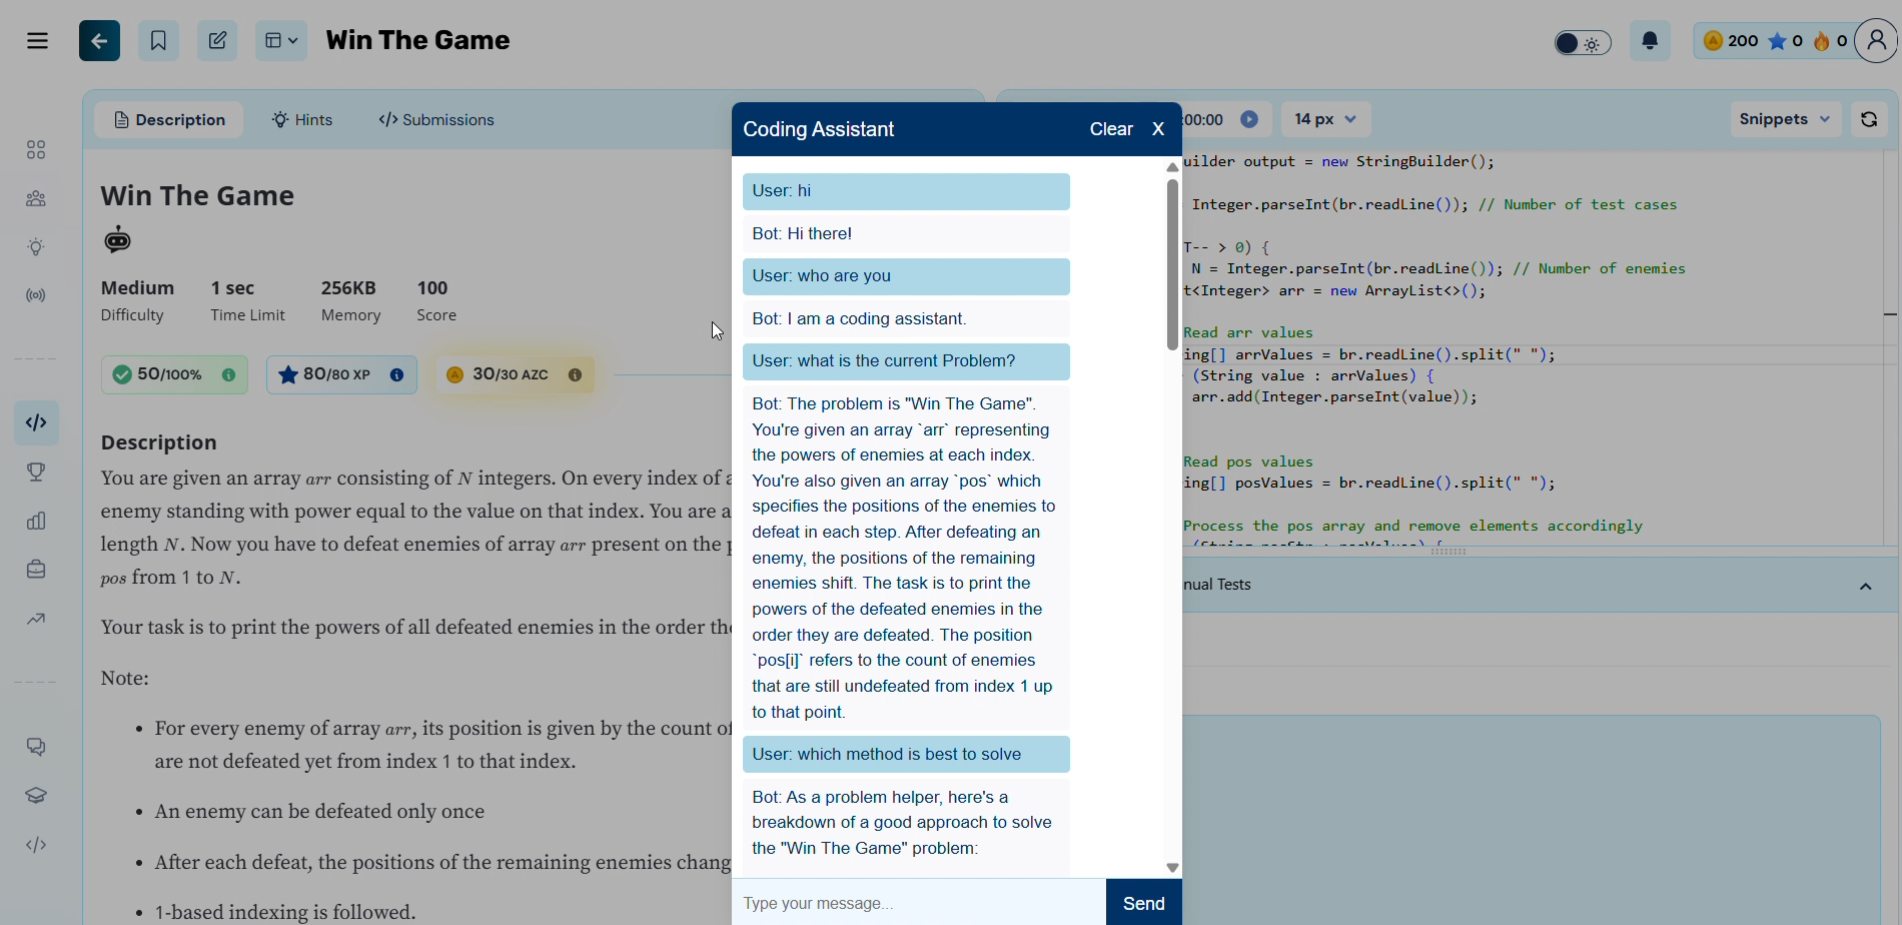 Win The Game
200 0 0
Description Hints Submissions
Win The Game
Medium 1 sec 256KB 100
Difficulty Time Limit Memory Score
50/100% 80/80 XP 30/30 AZC
Description
You are given an array arr consisting of N integers. On every index of a
enemy standing with power equal to the value on that index. You are a
length N. Now you have to defeat enemies of array arr present on the p
pos from 1 to N.
Your task is to print the powers of all defeated enemies in the order the
Note:
• For every enemy of array arr, its position is given by the count of
are not defeated yet from index 1 to that index.
• An enemy can be defeated only once
• After each defeat, the positions of the remaining enemies chang
• 1-based indexing is followed.
Coding Assistant Clear X
User: hi
Bot: Hi there!
User: who are you
Bot: I am a coding assistant.
User: what is the current Problem?
Bot: The problem is "Win The Game".
You're given an array `arr` representing
the powers of enemies at each index.
You're also given an array `pos` which
specifies the positions of the enemies to
defeat in each step. After defeating an
enemy, the positions of the remaining
enemies shift. The task is to print the
powers of the defeated enemies in the
order they are defeated. The position
`pos[i]` refers to the count of enemies
that are still undefeated from index 1 up
to that point.
User: which method is best to solve
Bot: As a problem helper, here's a
breakdown of a good approach to solve
the "Win The Game" problem:
Type your message... Send
:00:00 14 px Snippets
uilder output = new StringBuilder();
Integer.parseInt(br.readLine()); // Number of test cases
T-- > 0) {
N = Integer.parseInt(br.readLine()); // Number of enemies
t<Integer> arr = new ArrayList<>();
Read arr values
ing[] arrValues = br.readLine().split(" ");
(String value : arrValues) {
arr.add(Integer.parseInt(value));
Read pos values
ing[] posValues = br.readLine().split(" ");
Process the pos array and remove elements accordingly
nual Tests